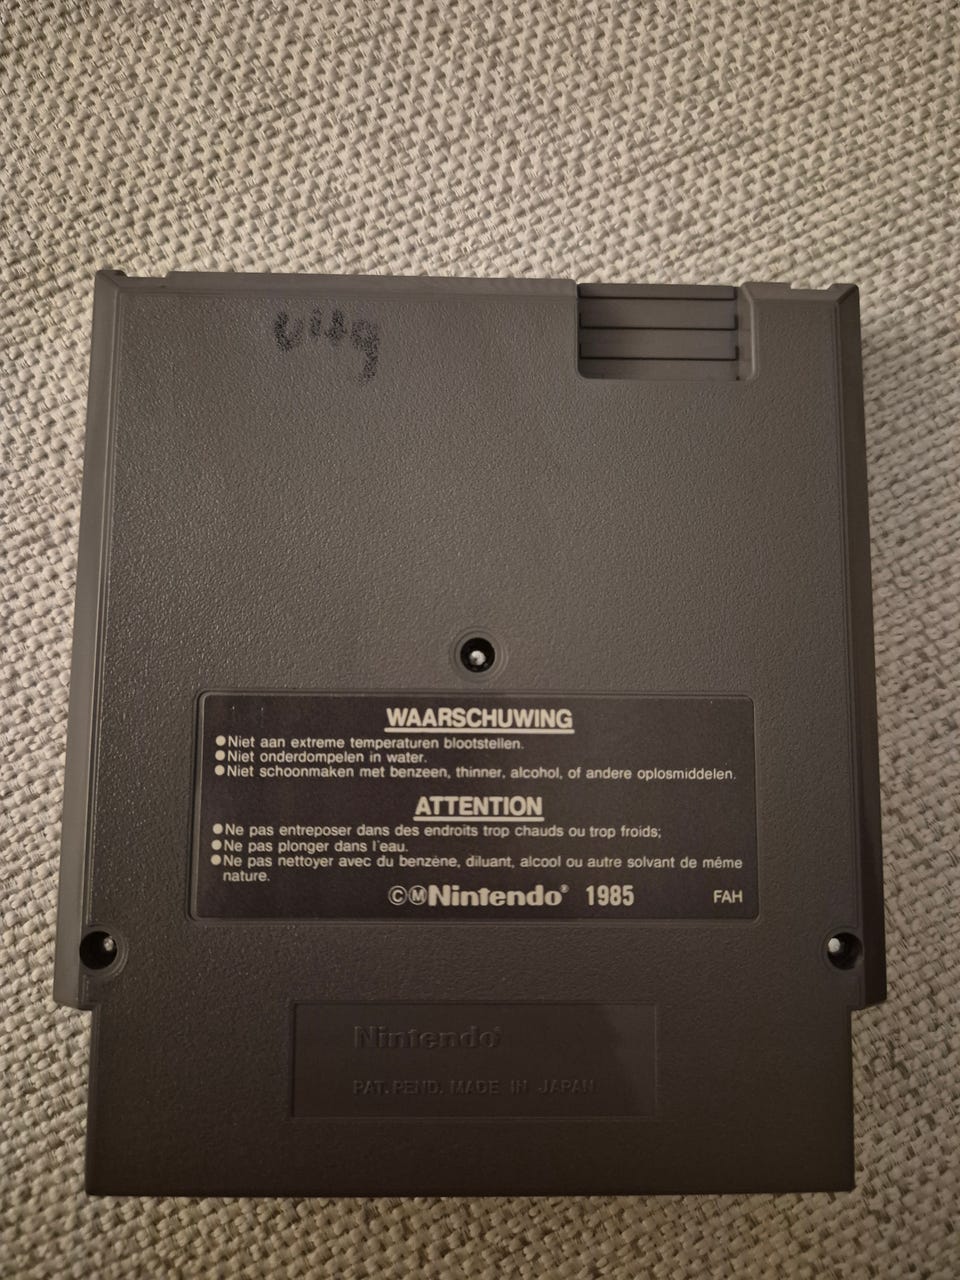 WAARSCHUWING
●Niet aan extreme temperaturen blootstellen.
●Niet onderdompelen in water.
●Niet schoonmaken met benzeen, thinner, alcohol, of andere oplosmiddelen.
ATTENTION
●Ne pas entreposer dans des endroits trop chauds ou trop froids;
●Ne pas plonger dans l'eau.
●Ne pas nettoyer avec du benzène, diluant, alcool ou autre solvant de même
nature.
©ⓂNintendo® 1985 FAH
Nintendo®
PAT. PEND. MADE IN JAPAN